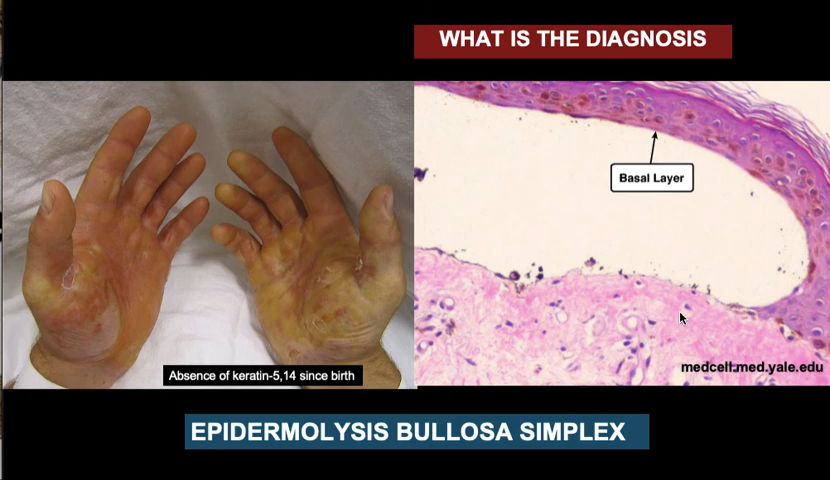 WHAT IS THE DIAGNOSIS
Basal Layer
Absence of keratin-5,14 since birth
medcell.med.yale.edu
EPIDERMOLYSIS BULLOSA SIMPLEX